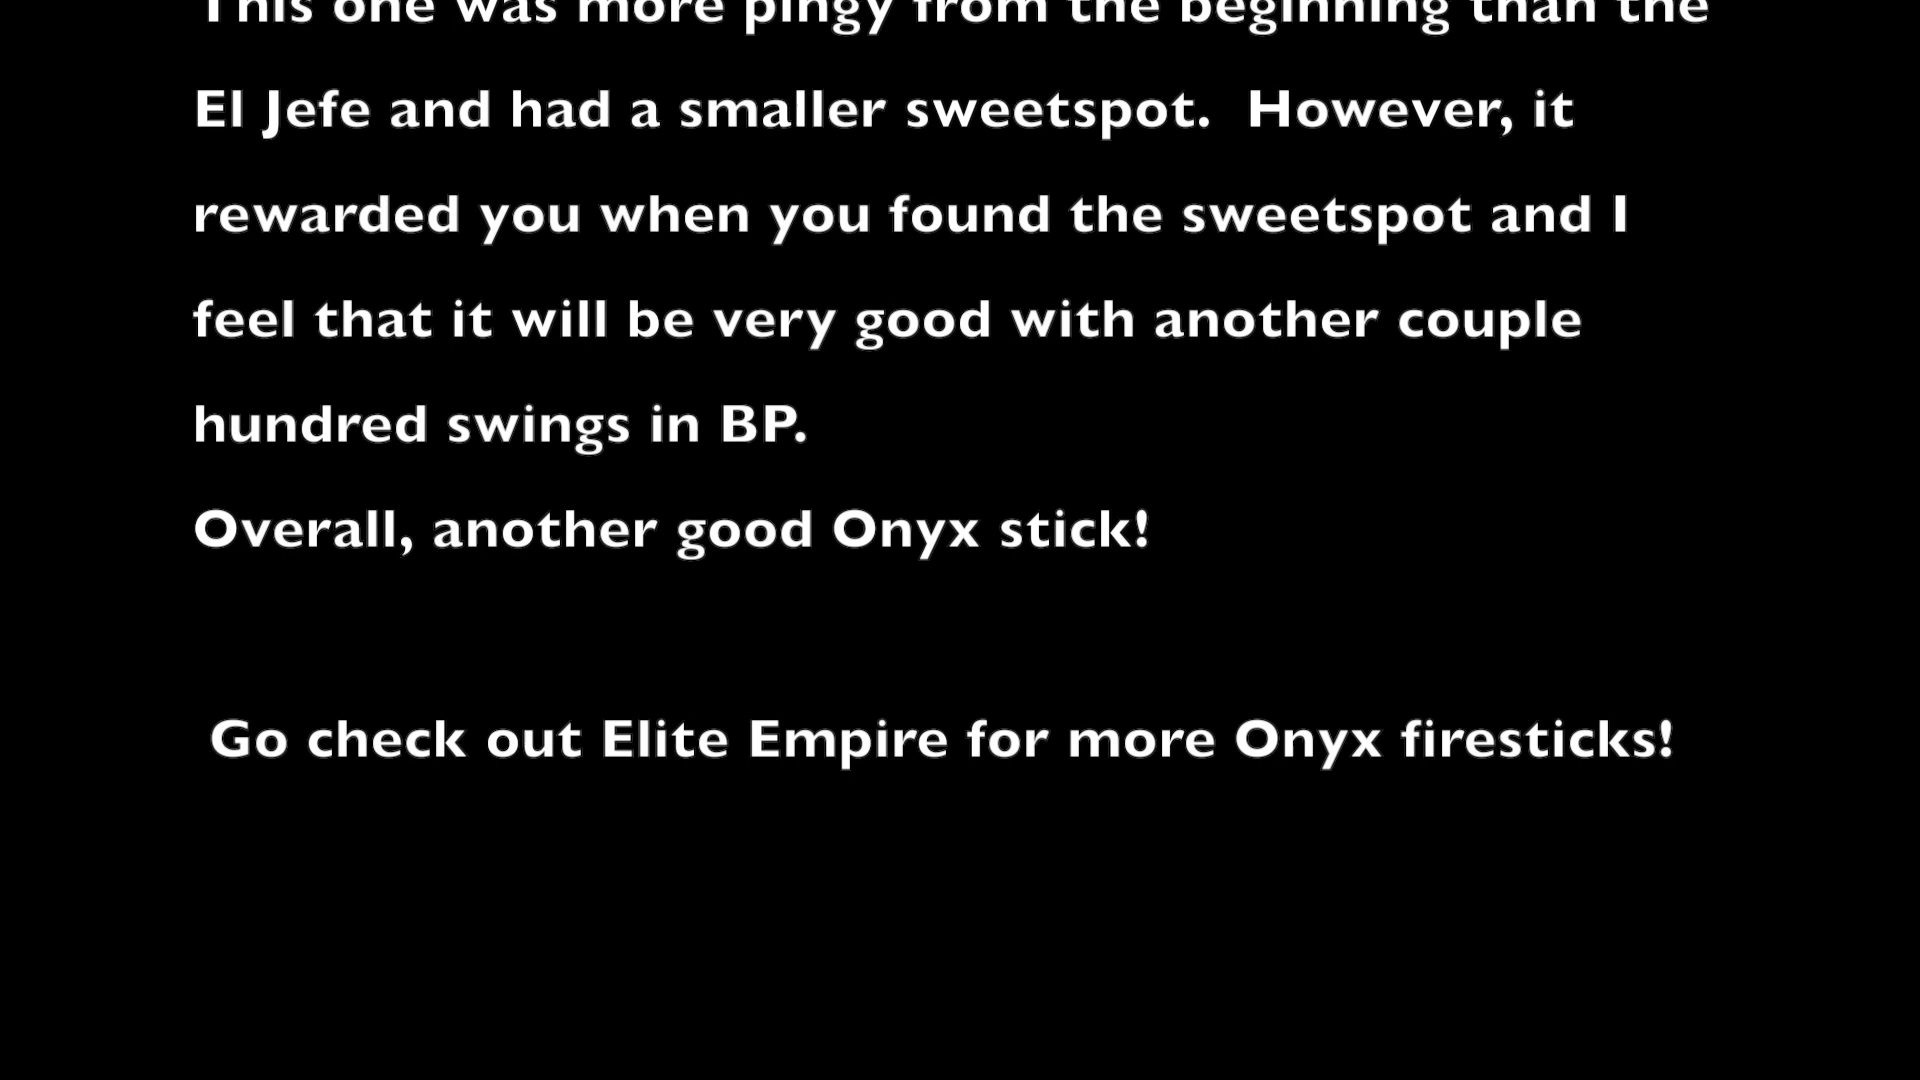 This one was more pingy from the beginning than the
El Jefe and had a smaller sweetspot.  However, it
rewarded you when you found the sweetspot and I
feel that it will be very good with another couple
hundred swings in BP.
Overall, another good Onyx stick!
Go check out Elite Empire for more Onyx firesticks!